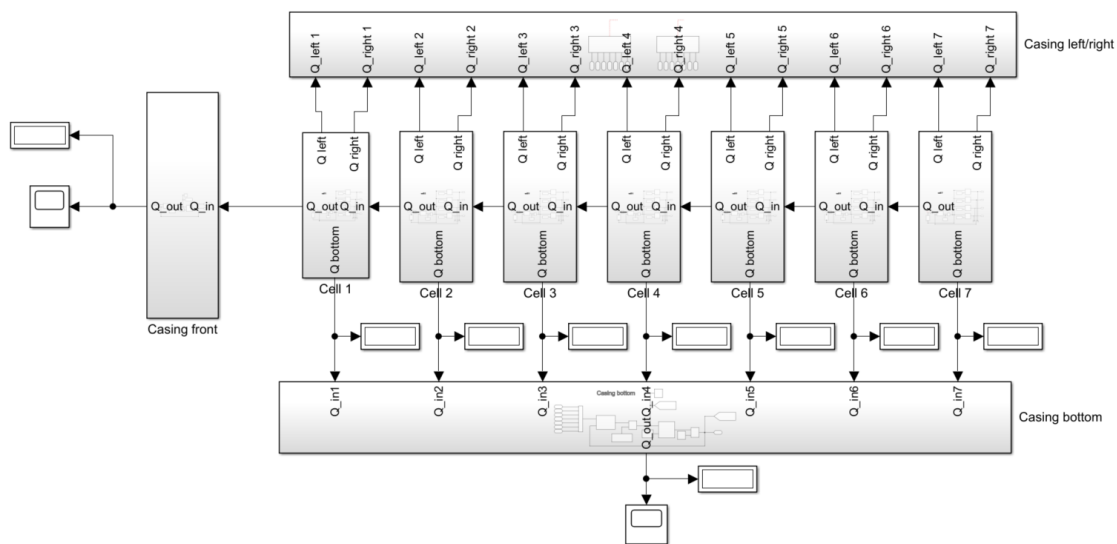 Q_left 1
Q_right 1
Q_left 2
Q_right 2
Q_left 3
Q_right 3
Q_left 4
Q_right 4
Q_left 5
Q_right 5
Q_left 6
Q_right 6
Q_left 7
Q_right 7
Casing left/right
Q left
Q right
Q left
Q right
Q left
Q right
Q left
Q right
Q left
Q right
Q left
Q right
Q left
Q right
Q_out Q_in
Q_out Q_in
Q_out Q_in
Q_out Q_in
Q_out Q_in
Q_out Q_in
Q_out Q_in
Q_out
Q bottom
Q bottom
Q bottom
Q bottom
Q bottom
Q bottom
Q bottom
Cell 1
Cell 2
Cell 3
Cell 4
Cell 5
Cell 6
Cell 7
Casing front
Q_in1
Q_in2
Q_in3
Casing bottom
Q_in4
Q_in5
Q_in6
Q_in7
Q_out
Casing bottom